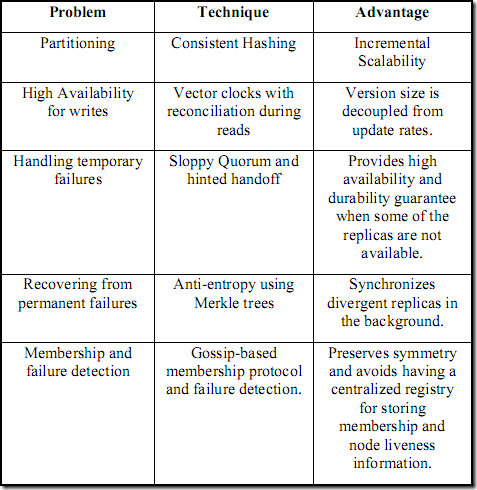 Problem Technique Advantage
Partitioning Consistent Hashing Incremental
Scalability
High Availability
for writes
Vector clocks with
reconciliation during
reads
Version size is
decoupled from
update rates.
Handling temporary
failures
Sloppy Quorum and
hinted handoff
Provides high
availability and
durability guarantee
when some of the
replicas are not
available.
Recovering from
permanent failures
Anti-entropy using
Merkle trees
Synchronizes
divergent replicas in
the background.
Membership and
failure detection
Gossip-based
membership protocol
and failure detection.
Preserves symmetry
and avoids having a
centralized registry
for storing
membership and
node liveness
information.